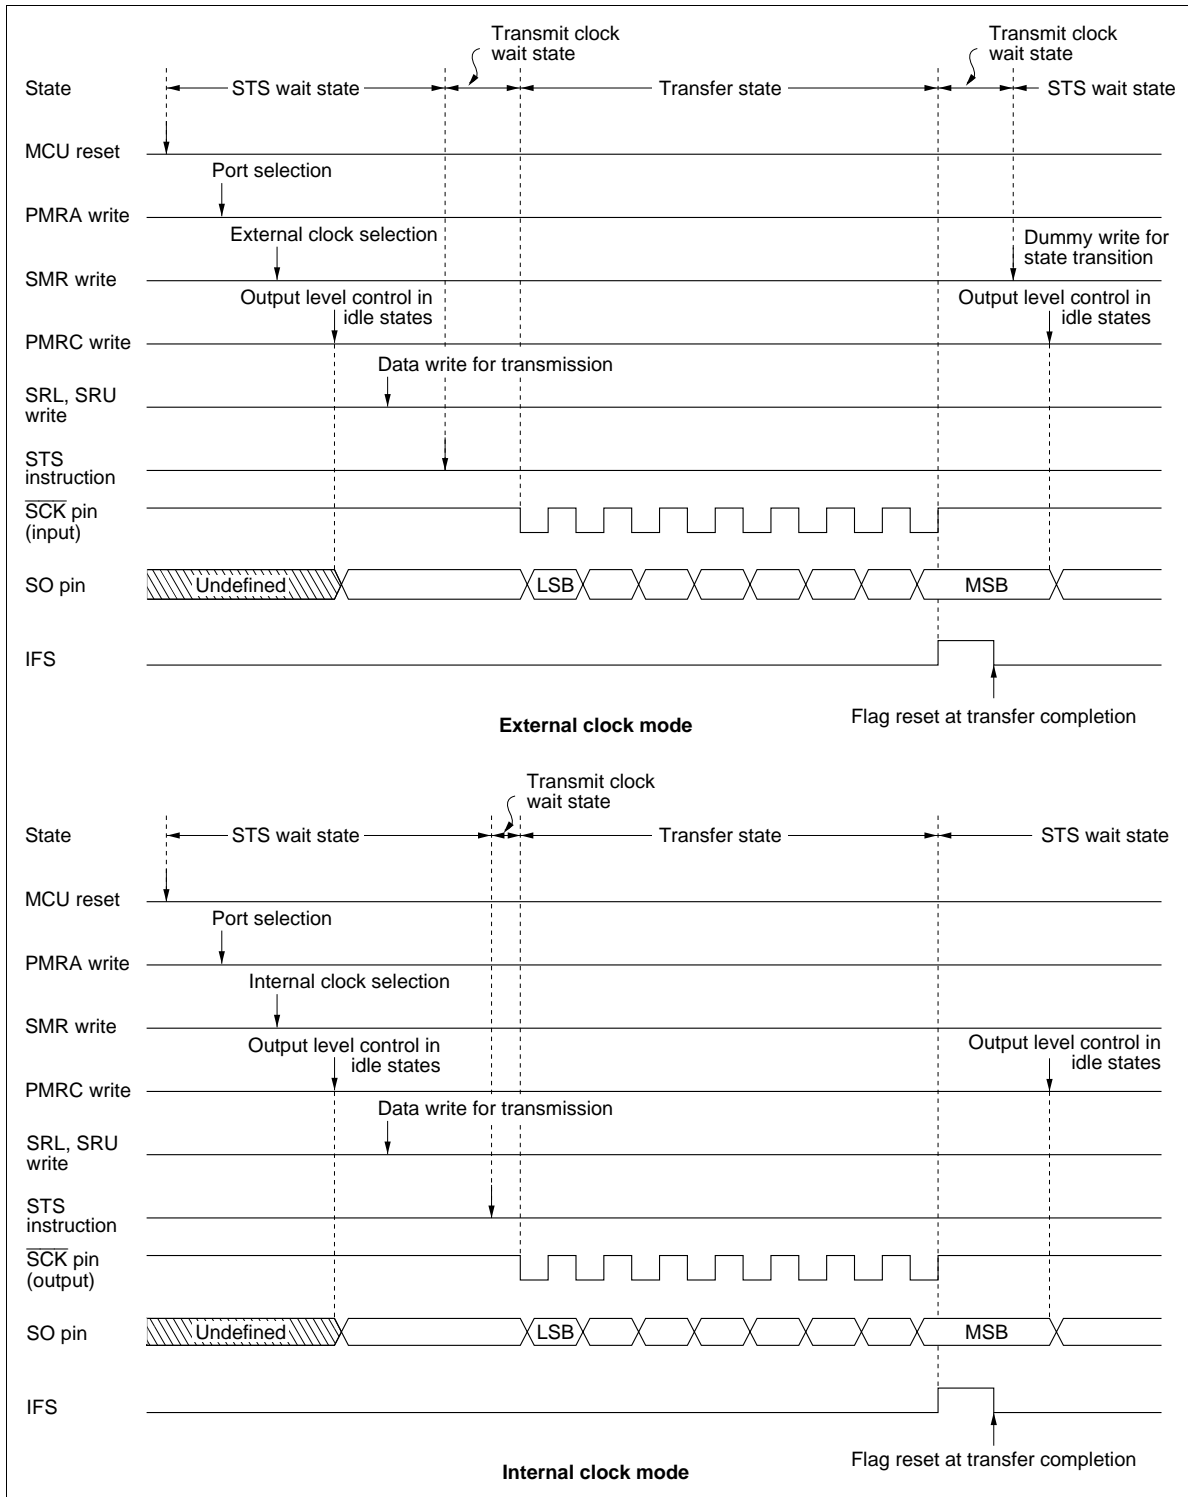 Transmit clock
wait state
Transmit clock
wait state
State
STS wait state
Transfer state
STS wait state
MCU reset
Port selection
PMRA write
External clock selection
Dummy write for
state transition
SMR write
Output level control in
idle states
Output level control in
idle states
PMRC write
Data write for transmission
SRL, SRU
write
STS
instruction
SCK pin
(input)
SO pin
Undefined
LSB
MSB
IFS
Flag reset at transfer completion
External clock mode
Transmit clock
wait state
State
STS wait state
Transfer state
STS wait state
MCU reset
Port selection
PMRA write
Internal clock selection
SMR write
Output level control in
idle states
Output level control in
idle states
PMRC write
Data write for transmission
SRL, SRU
write
STS
instruction
SCK pin
(output)
SO pin
Undefined
LSB
MSB
IFS
Flag reset at transfer completion
Internal clock mode